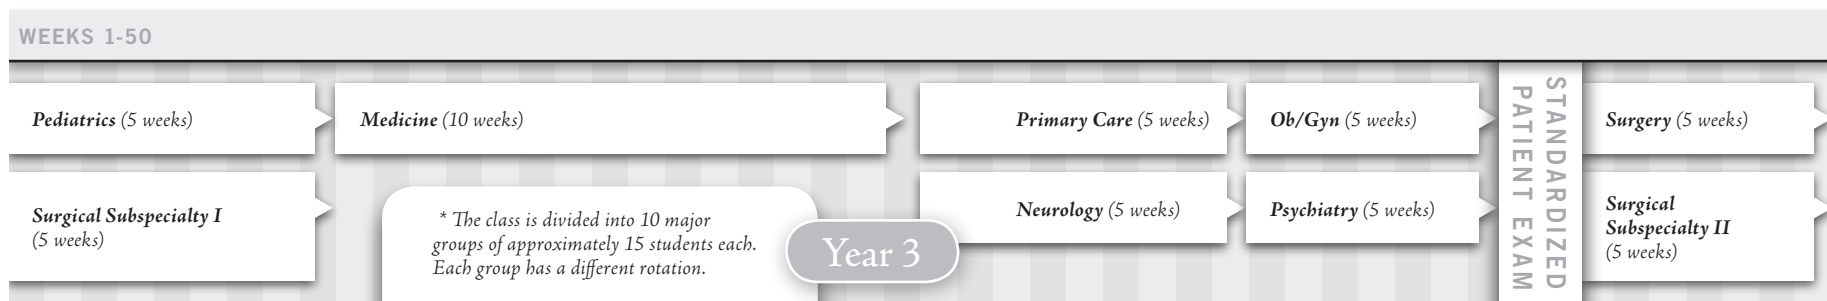 WEEKS 1-50
Pediatrics (5 weeks)
Medicine (10 weeks)
Primary Care (5 weeks)
Ob/Gyn (5 weeks)
STANDARDIZED
PATIENT EXAM
Surgery (5 weeks)
Surgical Subspecialty I
(5 weeks)
* The class is divided into 10 major
groups of approximately 15 students each.
Each group has a different rotation.
Year 3
Neurology (5 weeks)
Psychiatry (5 weeks)
Surgical
Subspecialty II
(5 weeks)